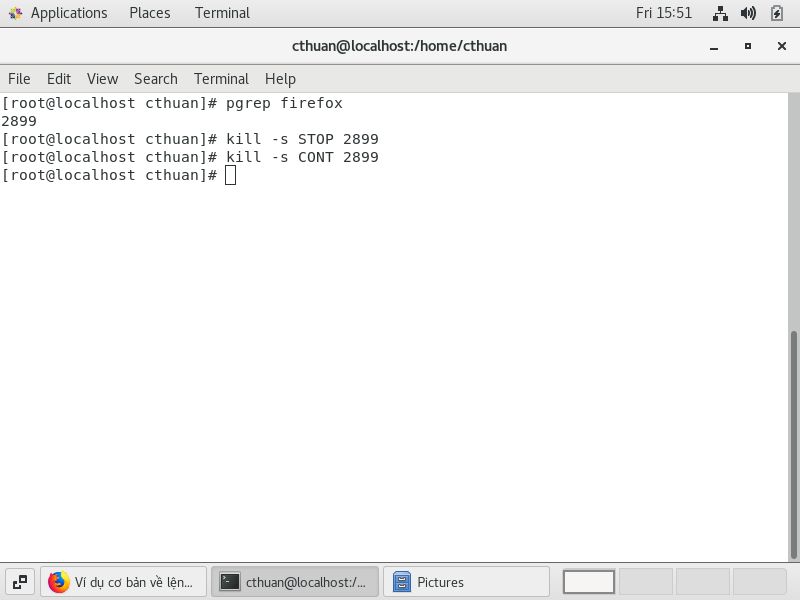 Applications Places Terminal Fri 15:51
cthuan@localhost:/home/cthuan
File Edit View Search Terminal Help
[root@localhost cthuan]# pgrep firefox
2899
[root@localhost cthuan]# kill -s STOP 2899
[root@localhost cthuan]# kill -s CONT 2899
[root@localhost cthuan]#
Ví dụ cơ bản về lện... cthuan@localhost:/... Pictures